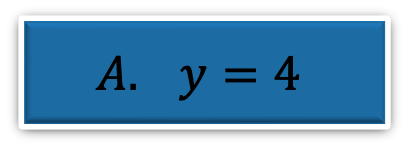 A. y = 4